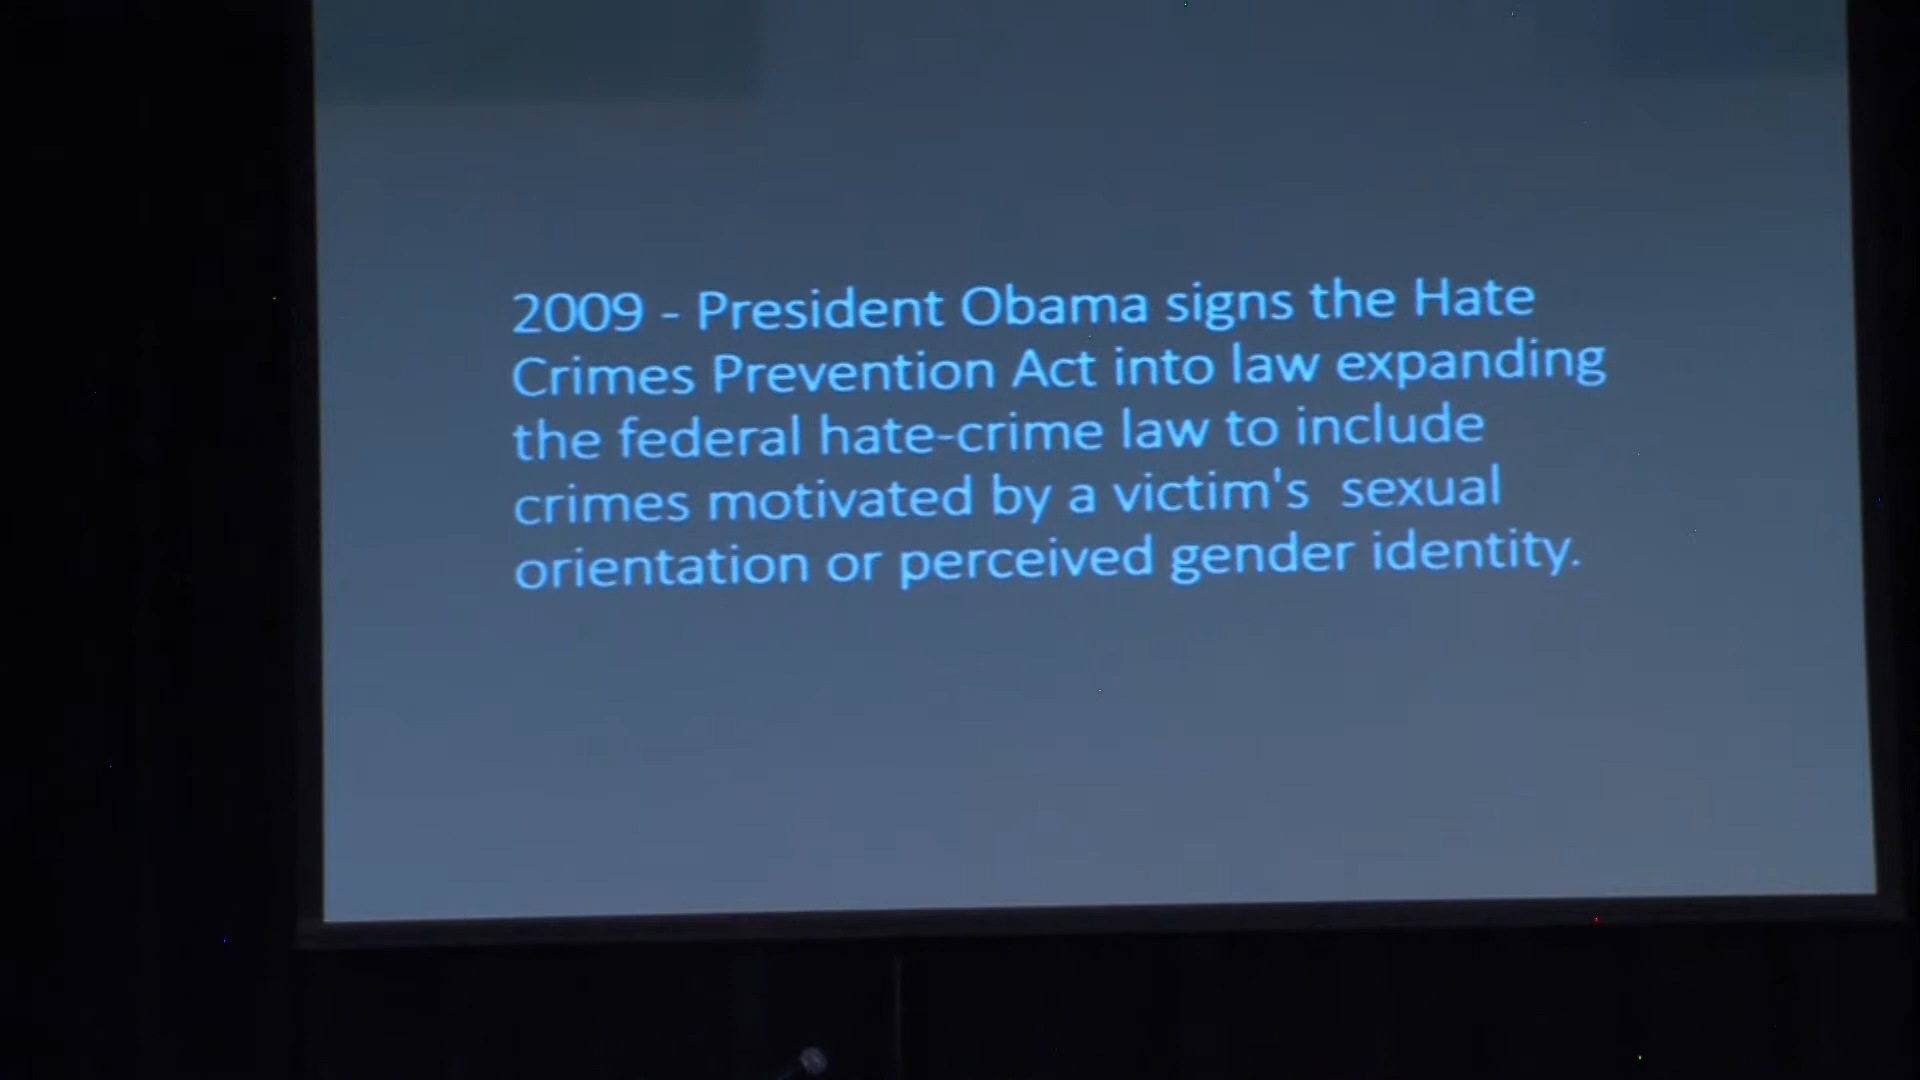 2009 - President Obama signs the Hate
Crimes Prevention Act into law expanding
the federal hate-crime law to include
crimes motivated by a victim's  sexual
orientation or perceived gender identity.